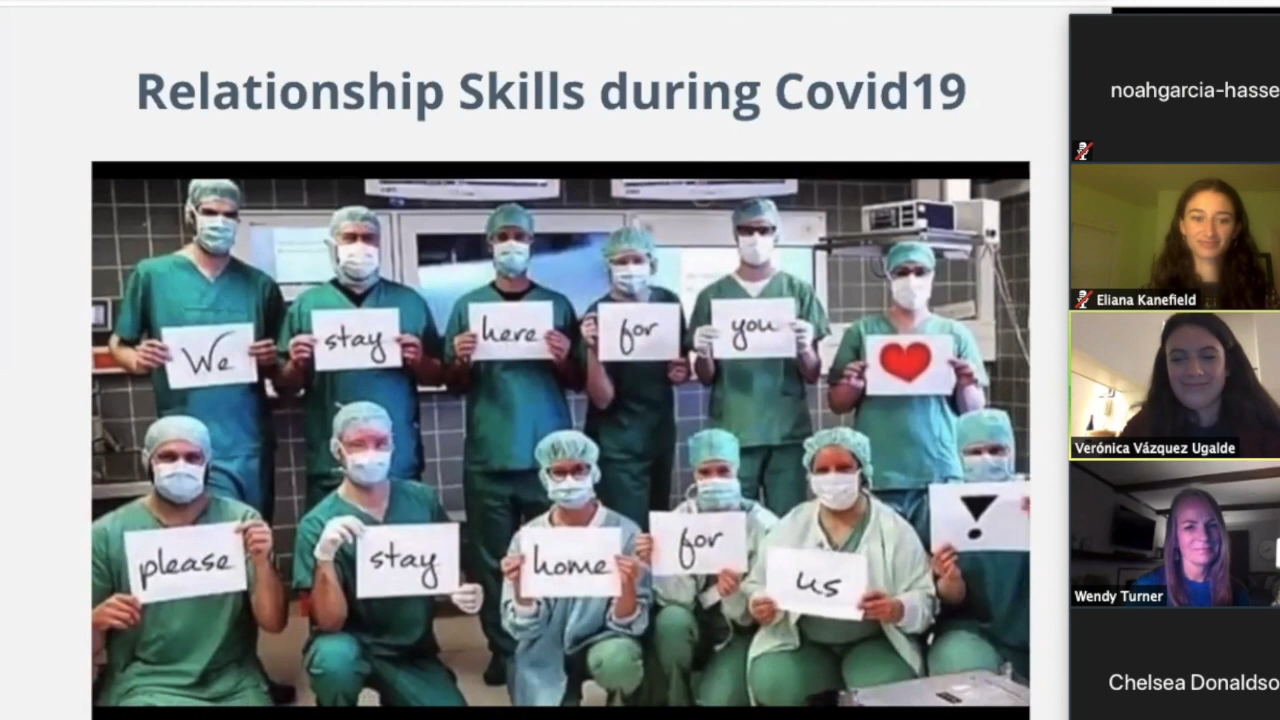 Relationship Skills during Covid19
We stay here for you
please stay home for us !
noahgarcia-hasse
Eliana Kanefield
Verónica Vázquez Ugalde
Wendy Turner
Chelsea Donaldso